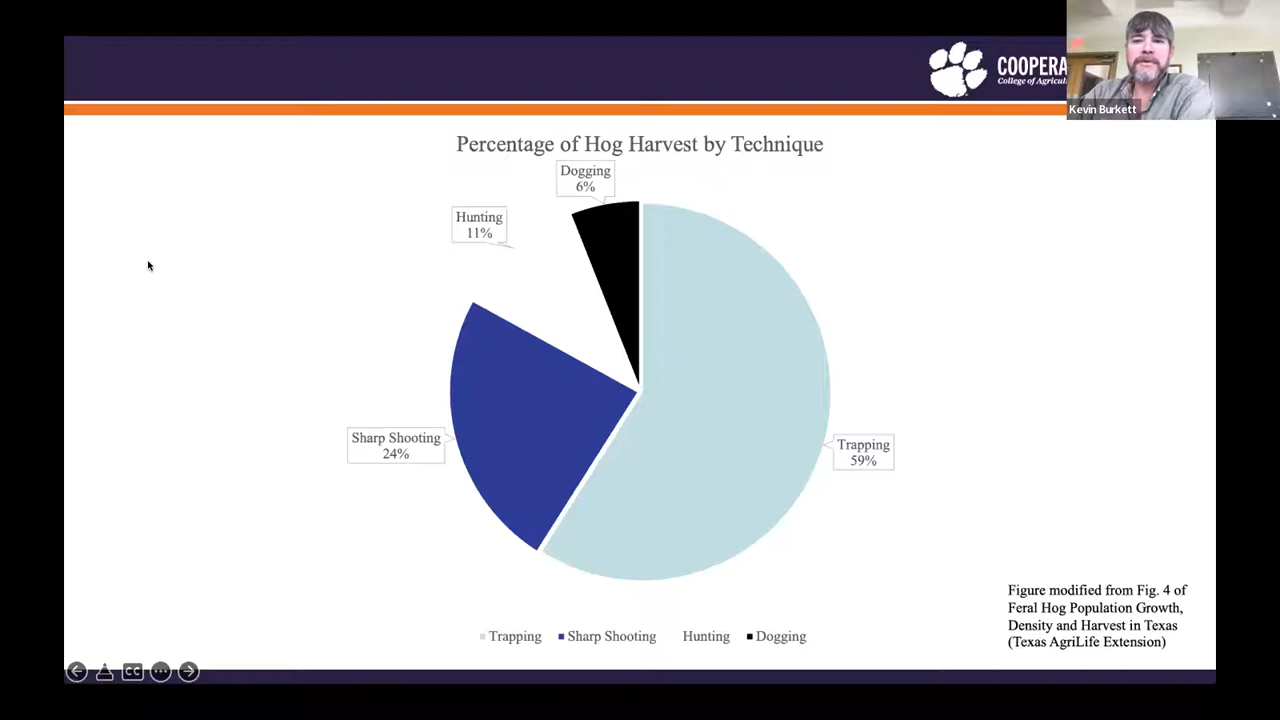 COOPERA
College of Agricul
Kevin Burkett
Percentage of Hog Harvest by Technique
Dogging
6%
Hunting
11%
Sharp Shooting
24%
Trapping
59%
Figure modified from Fig. 4 of
Feral Hog Population Growth,
Density and Harvest in Texas
(Texas AgriLife Extension)
Trapping Sharp Shooting Hunting Dogging
CC